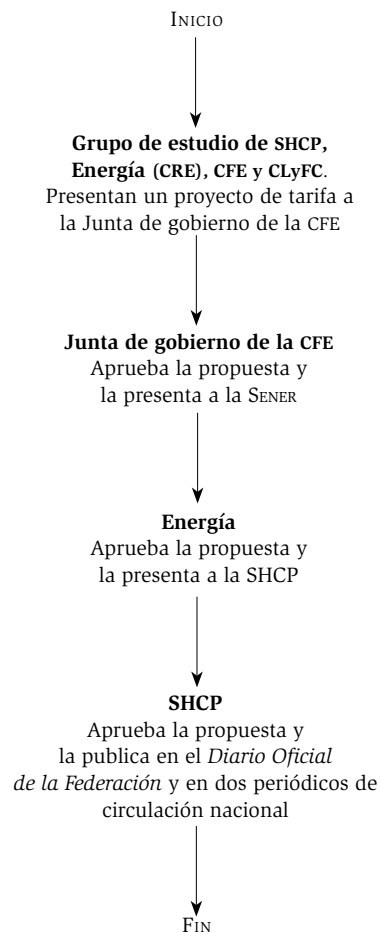 Inicio
Grupo de estudio de SHCP,
Energía (CRE), CFE y CLyFC.
Presentan un proyecto de tarifa a
la Junta de gobierno de la CFE
Junta de gobierno de la CFE
Aprueba la propuesta y
la presenta a la Sener
Energía
Aprueba la propuesta y
la presenta a la SHCP
SHCP
Aprueba la propuesta y
la publica en el Diario Oficial
de la Federación y en dos periódicos de
circulación nacional
Fin